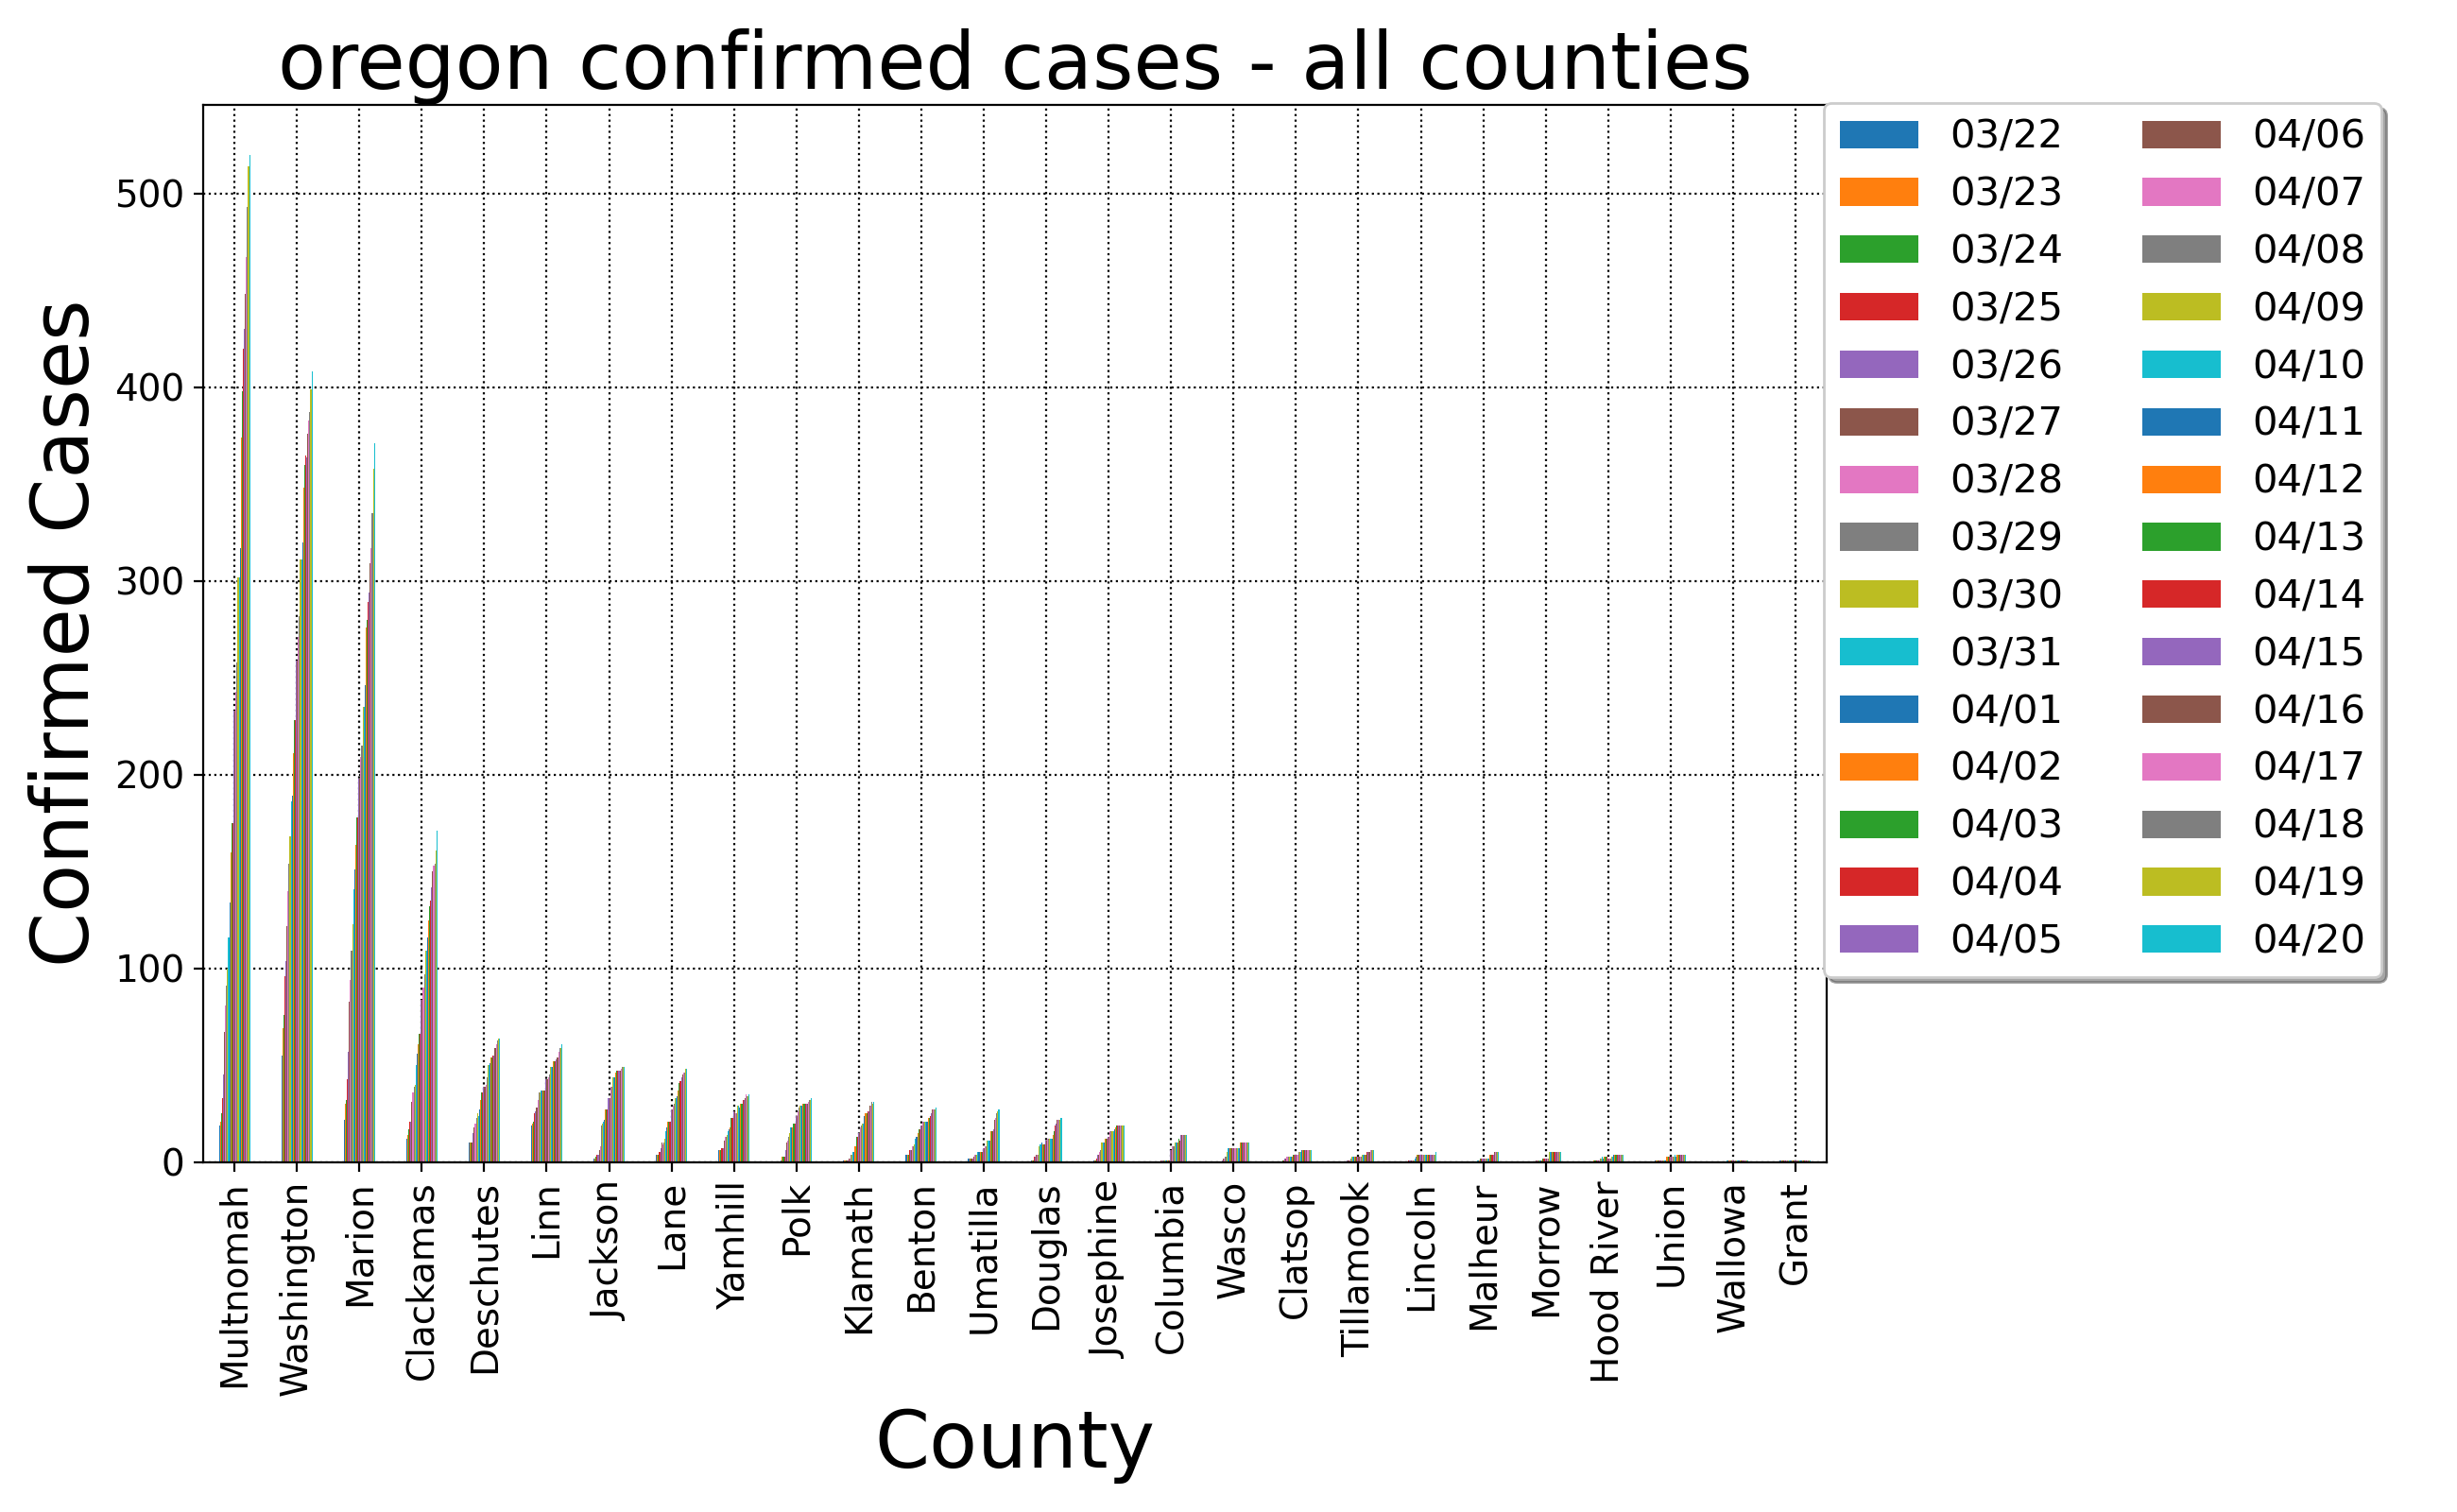 oregon confirmed cases - all counties
Confirmed Cases
500
400
300
200
100
0
Multnomah
Washington
Marion
Clackamas
Deschutes
Linn
Jackson
Lane
Yamhill
Polk
Klamath
Benton
Umatilla
Douglas
Josephine
Columbia
Wasco
Clatsop
Tillamook
Lincoln
Malheur
Morrow
Hood River
Union
Wallowa
Grant
County
03/22
03/23
03/24
03/25
03/26
03/27
03/28
03/29
03/30
03/31
04/01
04/02
04/03
04/04
04/05
04/06
04/07
04/08
04/09
04/10
04/11
04/12
04/13
04/14
04/15
04/16
04/17
04/18
04/19
04/20